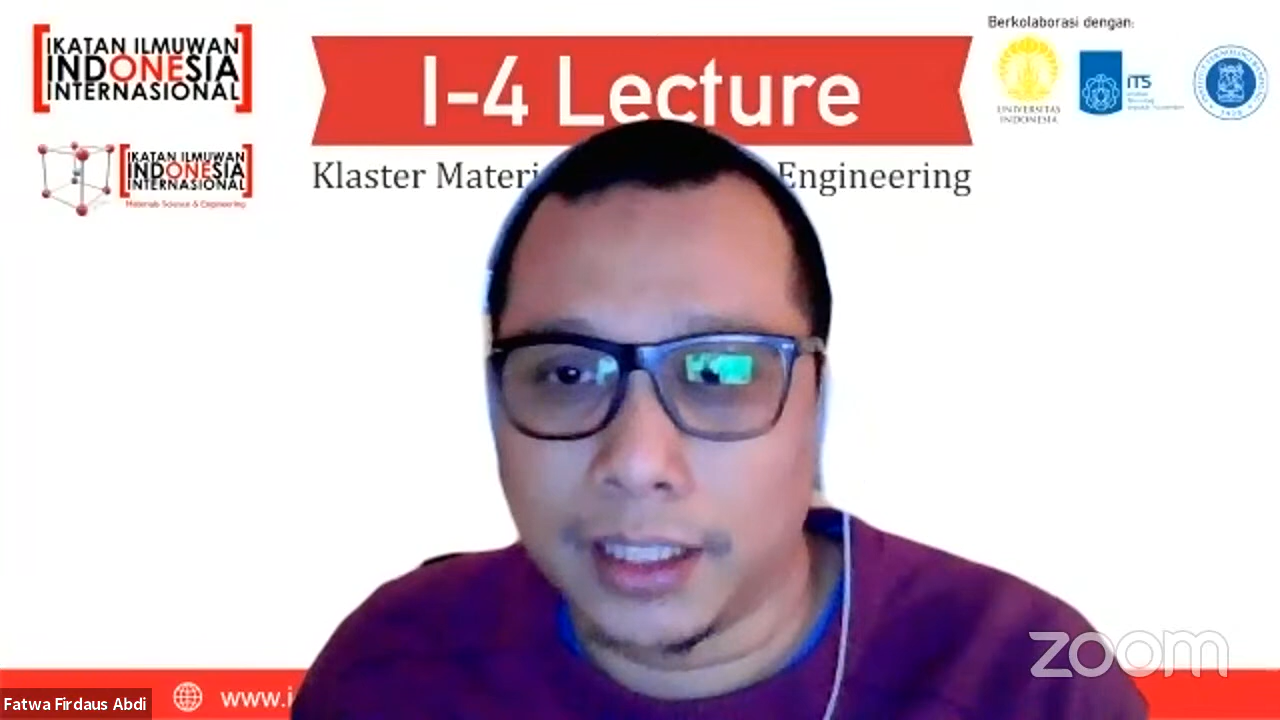 IKATAN ILMUWAN
INDONESIA
INTERNASIONAL
IKATAN ILMUWAN
INDONESIA
INTERNASIONAL
Materials Science & Engineering
I-4 Lecture
Klaster Materi
Engineering
Berkolaborasi dengan:
UNIVERSITAS
INDONESIA
ITS
zoom
Fatwa Firdaus Abdi
www.i